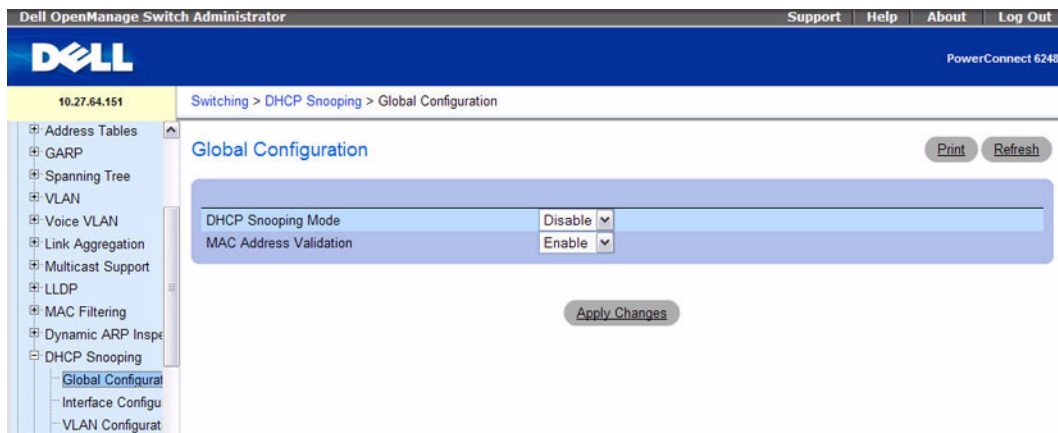 Dell OpenManage Switch Administrator
Support Help About Log Out
DELL
PowerConnect 6248
10.27.64.151
Switching > DHCP Snooping > Global Configuration
Address Tables
GARP
Spanning Tree
VLAN
Voice VLAN
Link Aggregation
Multicast Support
LLDP
MAC Filtering
Dynamic ARP Inspe
DHCP Snooping
Global Configurat
Interface Configu
VLAN Configurat
Global Configuration
Print Refresh
DHCP Snooping Mode Disable
MAC Address Validation Enable
Apply Changes